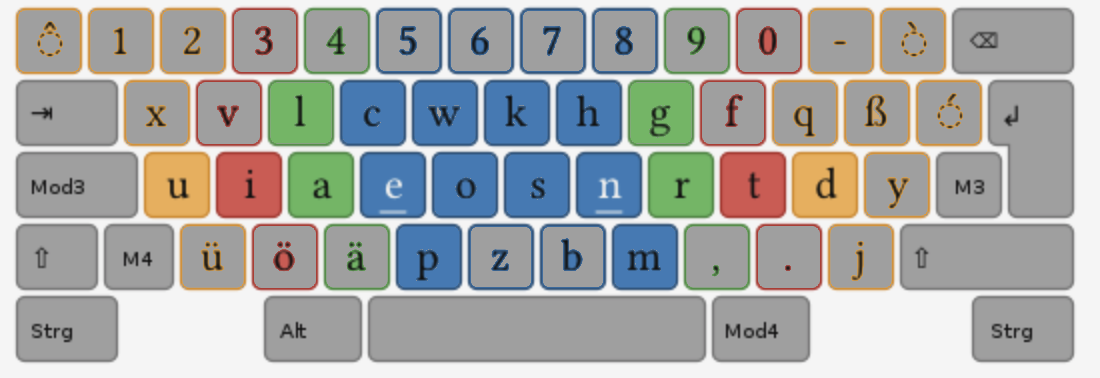 ◌̂ 1 2 3 4 5 6 7 8 9 0 - ◌̀ ⌫
⇥ x v l c w k h g f q ß ◌́ ↲
Mod3 u i a e o s n r t d y M3
⇧ M4 ü ö ä p z b m , . j ⇧
Strg Alt Mod4 Strg